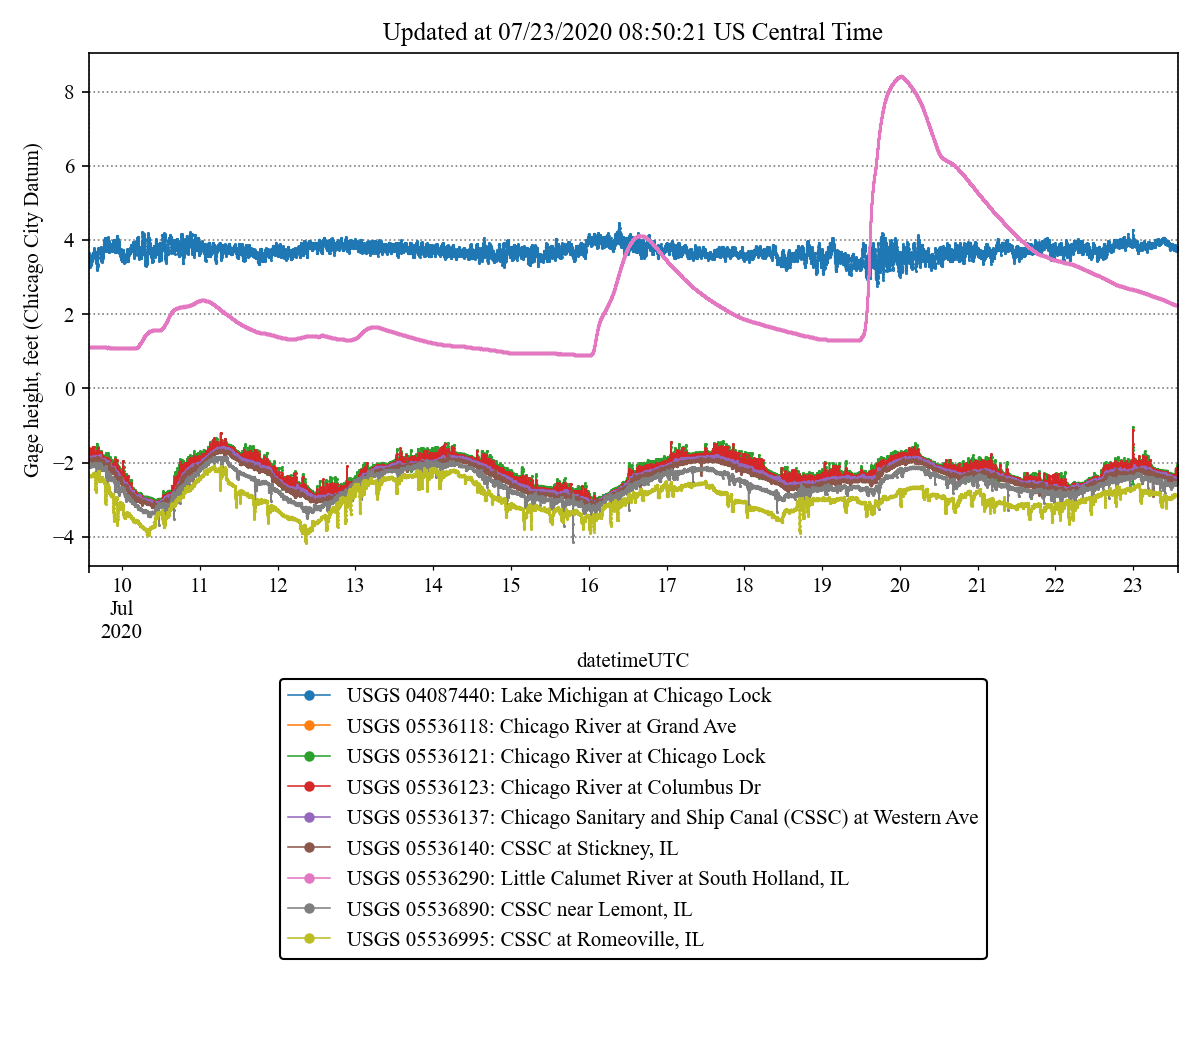 Updated at 07/23/2020 08:50:21 US Central Time
Gage height, feet (Chicago City Datum)
8
6
4
2
0
−2
−4
10 11 12 13 14 15 16 17 18 19 20 21 22 23
Jul
2020
datetimeUTC
USGS 04087440: Lake Michigan at Chicago Lock
USGS 05536118: Chicago River at Grand Ave
USGS 05536121: Chicago River at Chicago Lock
USGS 05536123: Chicago River at Columbus Dr
USGS 05536137: Chicago Sanitary and Ship Canal (CSSC) at Western Ave
USGS 05536140: CSSC at Stickney, IL
USGS 05536290: Little Calumet River at South Holland, IL
USGS 05536890: CSSC near Lemont, IL
USGS 05536995: CSSC at Romeoville, IL